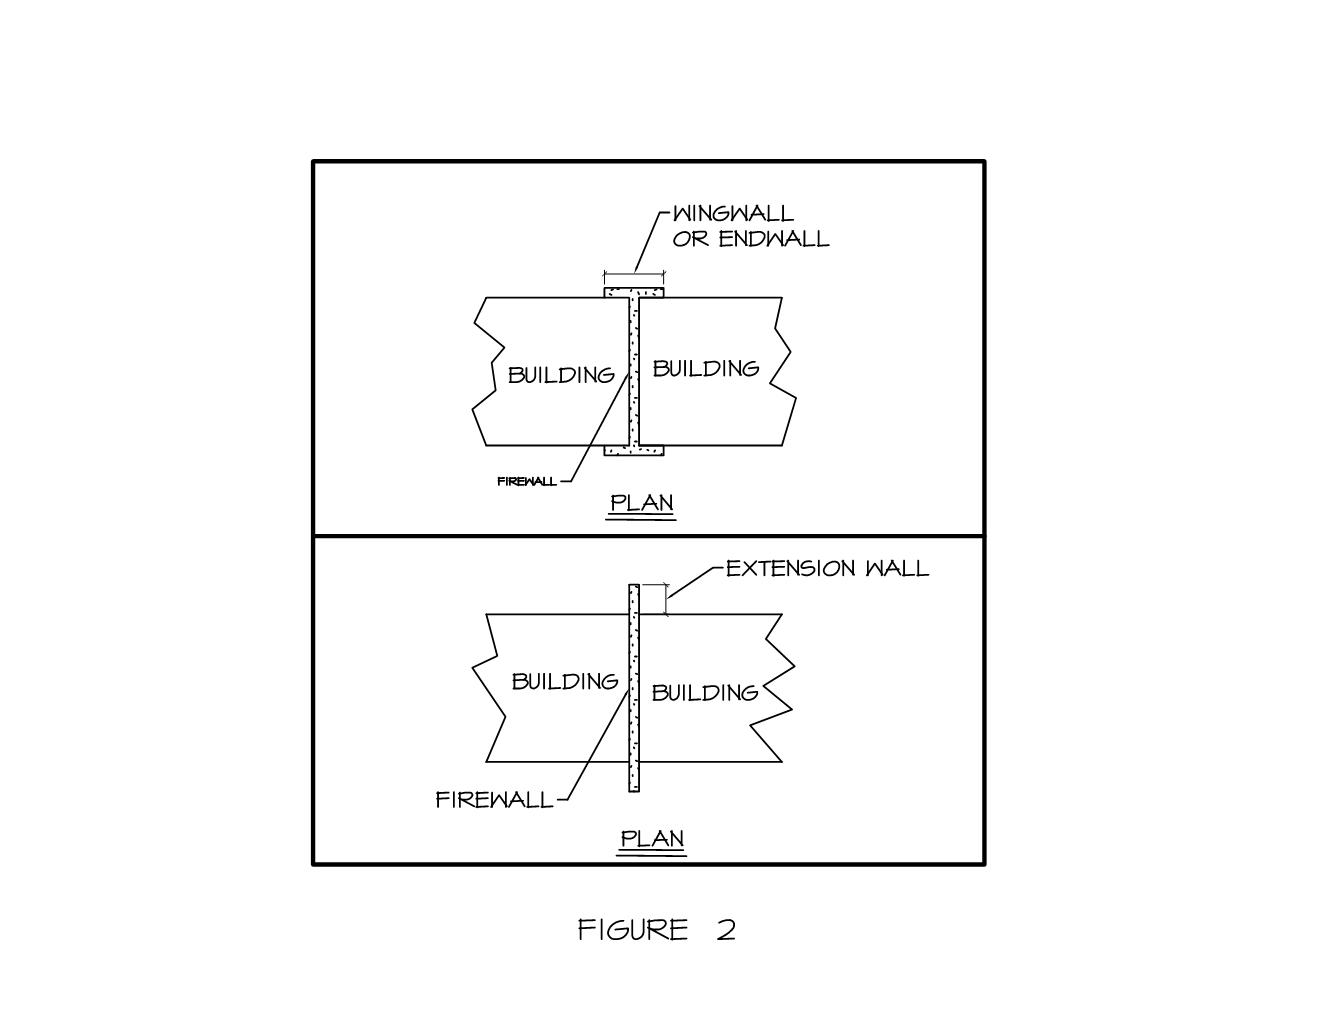 WINGWALL
OR ENDWALL
BUILDING
BUILDING
FIREWALL
PLAN
EXTENSION WALL
BUILDING
BUILDING
FIREWALL
PLAN
FIGURE 2